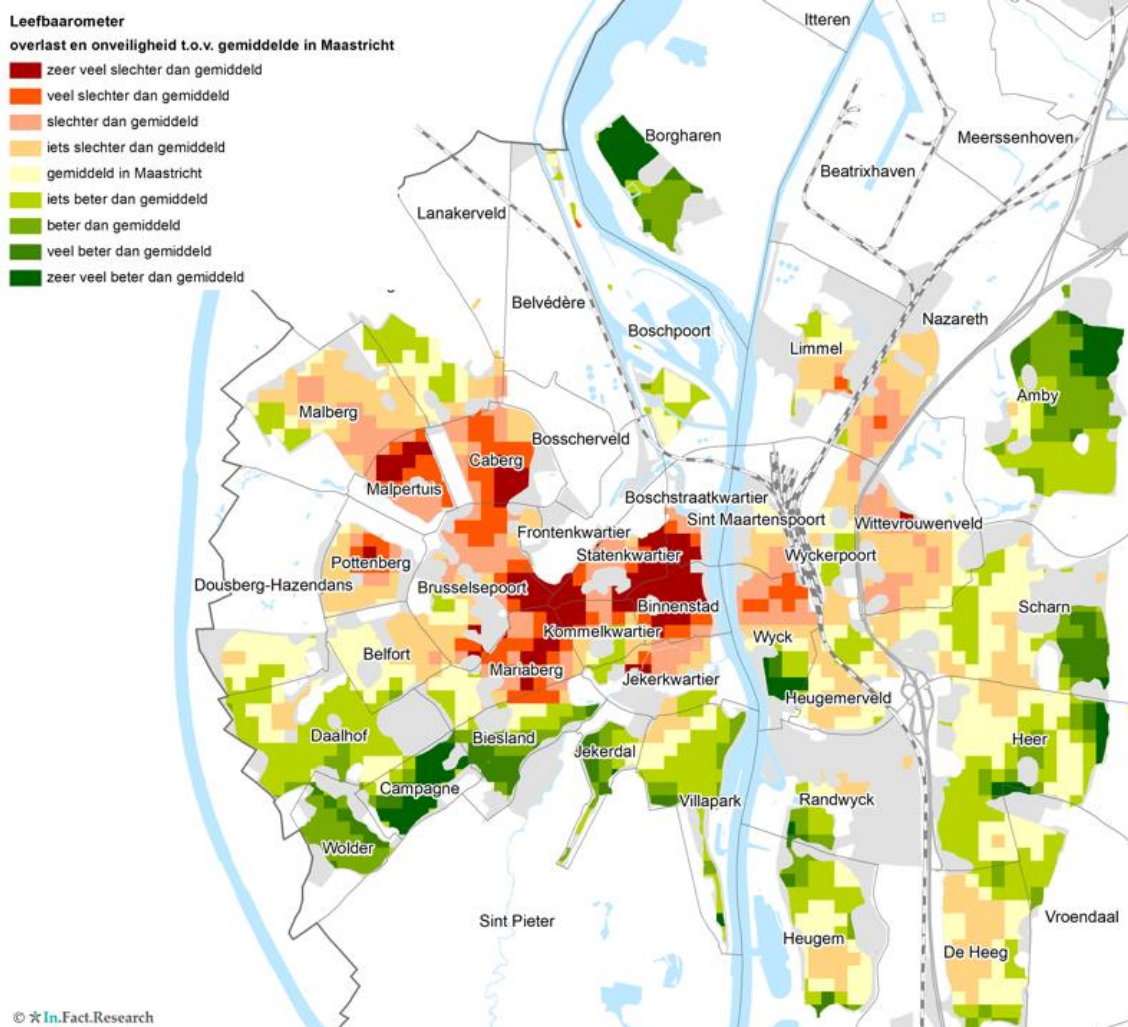 Leefbaarometer
overlast en onveiligheid t.o.v. gemiddelde in Maastricht
zeer veel slechter dan gemiddeld
veel slechter dan gemiddeld
slechter dan gemiddeld
iets slechter dan gemiddeld
gemiddeld in Maastricht
iets beter dan gemiddeld
beter dan gemiddeld
veel beter dan gemiddeld
zeer veel beter dan gemiddeld
Itteren
Borgharen
Meerssenhoven
Beatrixhaven
Lanakerveld
Belvédère
Boschpoort
Nazareth
Limmel
Amby
Malberg
Bosscherveld
Caberg
Malpertuis
Boschstraatkwartier
Sint Maartenspoort
Wittevrouwenveld
Frontenkwartier
Statenkwartier
Wyckerpoort
Pottenberg
Dousberg-Hazendans
Brusselsepoort
Binnenstad
Scharn
Kommelkwartier
Wyck
Belfort
Mariaberg
Jekerkwartier
Heugemerveld
Daalhof
Biesland
Jekerdal
Heer
Campagne
Villapark
Randwyck
Wolder
Sint Pieter
Vroendaal
Heugem
De Heeg
© In.Fact.Research